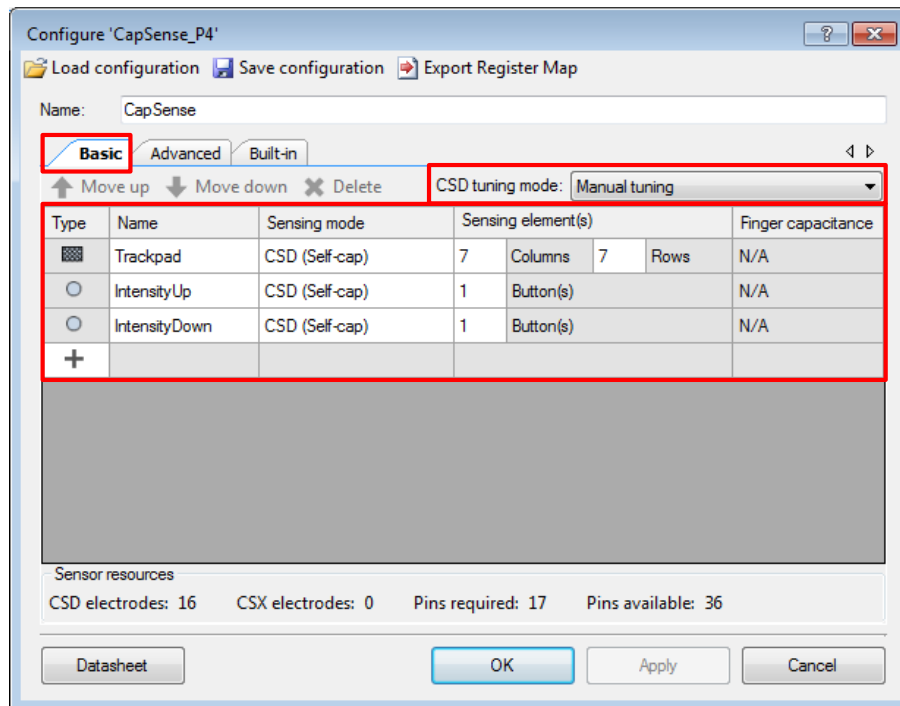 Configure 'CapSense_P4'
Load configuration Save configuration Export Register Map
Name: CapSense
Basic Advanced Built-in
Move up Move down Delete CSD tuning mode: Manual tuning
Type Name Sensing mode Sensing element(s) Finger capacitance
Trackpad CSD (Self-cap) 7 Columns 7 Rows N/A
IntensityUp CSD (Self-cap) 1 Button(s) N/A
IntensityDown CSD (Self-cap) 1 Button(s) N/A
Sensor resources
CSD electrodes: 16 CSX electrodes: 0 Pins required: 17 Pins available: 36
Datasheet OK Apply Cancel